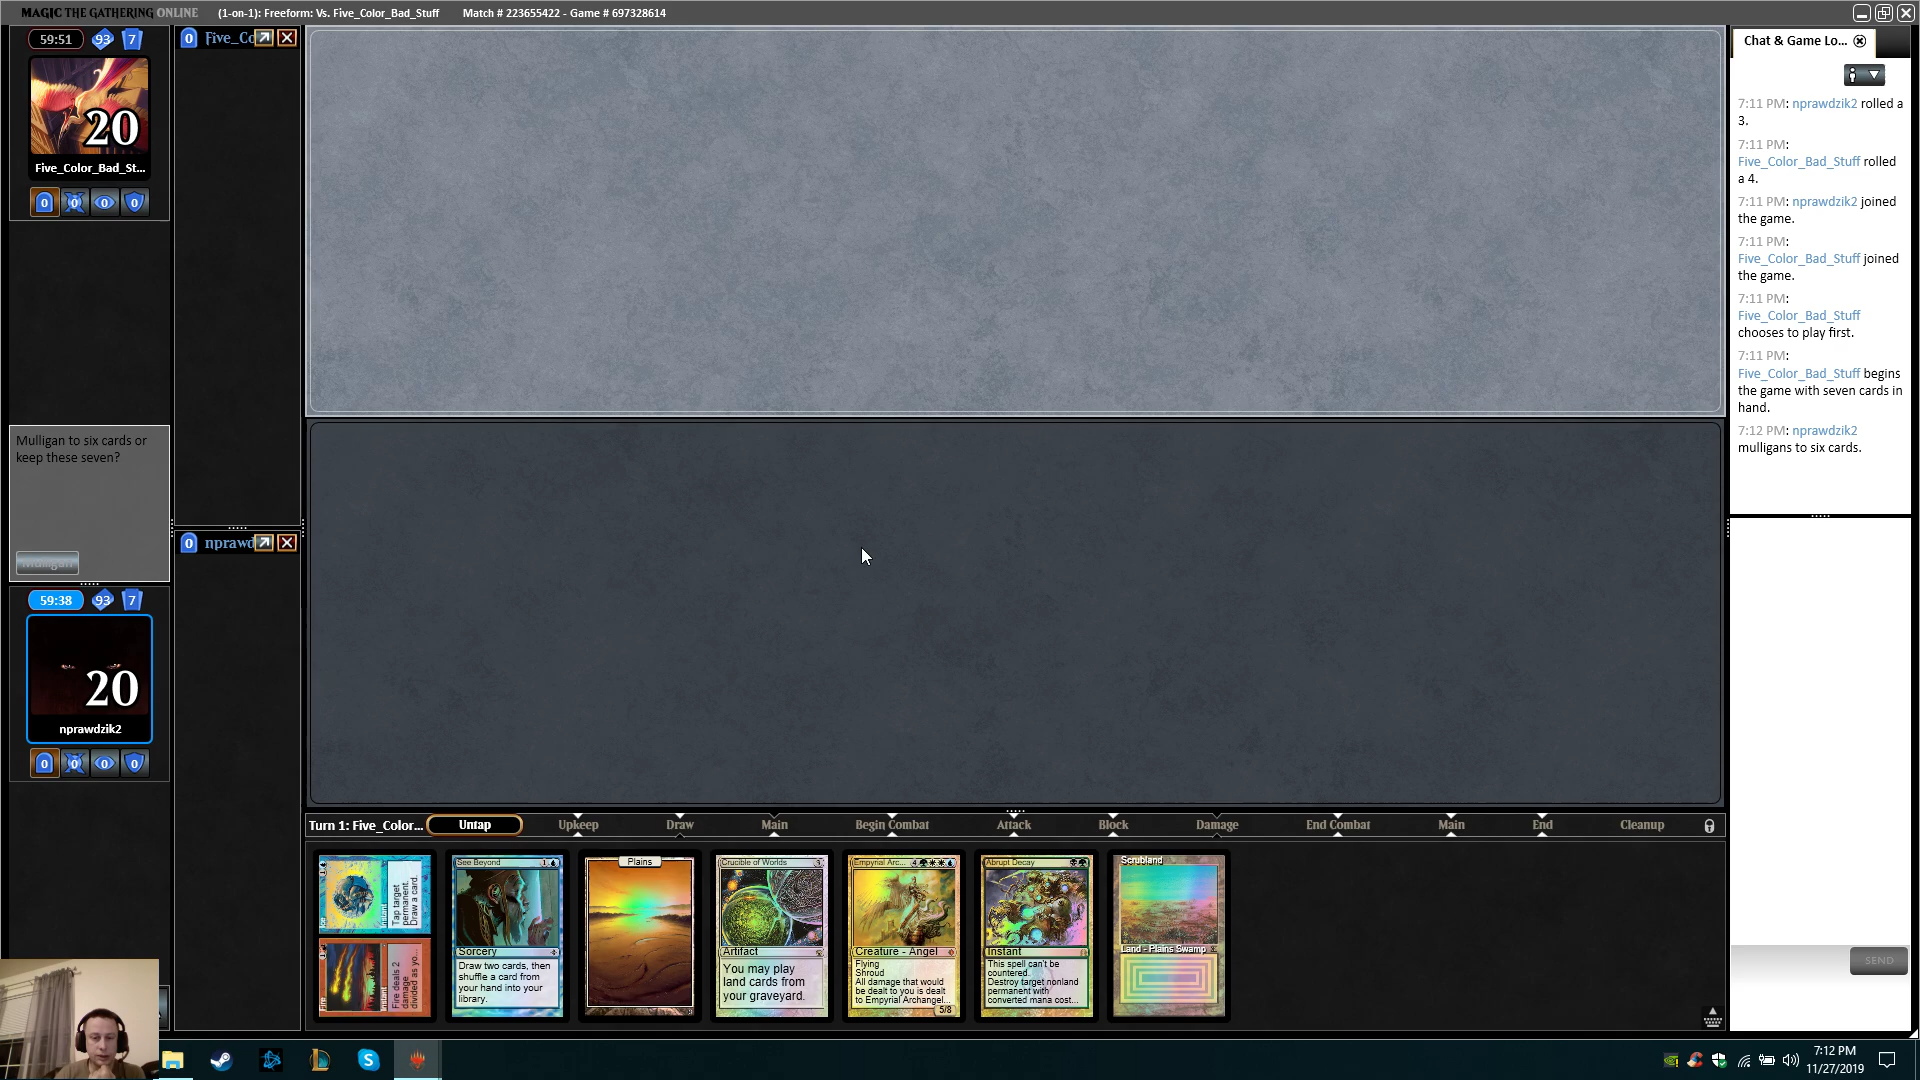 MAGIC THE GATHERING ONLINE (1-on-1): Freeform: Vs. Five_Color_Bad_Stuff Match # 223655422 - Game # 697328614
59:51 93 7
20
Five_Color_Bad_St...
0 0 0 0
0 Five_Co
Mulligan to six cards or
keep these seven?
Mulligan
0 nprawd
59:38 93 7
20
nprawdzik2
0 0 0 0
Turn 1: Five_Color... Untap Upkeep Draw Main Begin Combat Attack Block Damage End Combat Main End Cleanup
Ice
Instant
Tap target
permanent.
Draw a card.
Fire
Instant
Fire deals 2
damage
divided as yo...
See Beyond 1
Sorcery
Draw two cards, then
shuffle a card from
your hand into your
library.
Plains
Crucible of Worlds 3
Artifact
You may play
land cards from
your graveyard.
Empyrial Arc... 4
Creature - Angel
Flying
Shroud
All damage that would
be dealt to you is dealt
to Empyrial Archangel...
5/8
Abrupt Decay
Instant
This spell can't be
countered.
Destroy target nonland
permanent with
converted mana cost...
Scrubland
Land - Plains Swamp
Chat & Game Lo...
7:11 PM: nprawdzik2 rolled a
3.
7:11 PM:
Five_Color_Bad_Stuff rolled
a 4.
7:11 PM: nprawdzik2 joined
the game.
7:11 PM:
Five_Color_Bad_Stuff joined
the game.
7:11 PM:
Five_Color_Bad_Stuff
chooses to play first.
7:11 PM:
Five_Color_Bad_Stuff begins
the game with seven cards in
hand.
7:12 PM: nprawdzik2
mulligans to six cards.
SEND
7:12 PM
11/27/2019